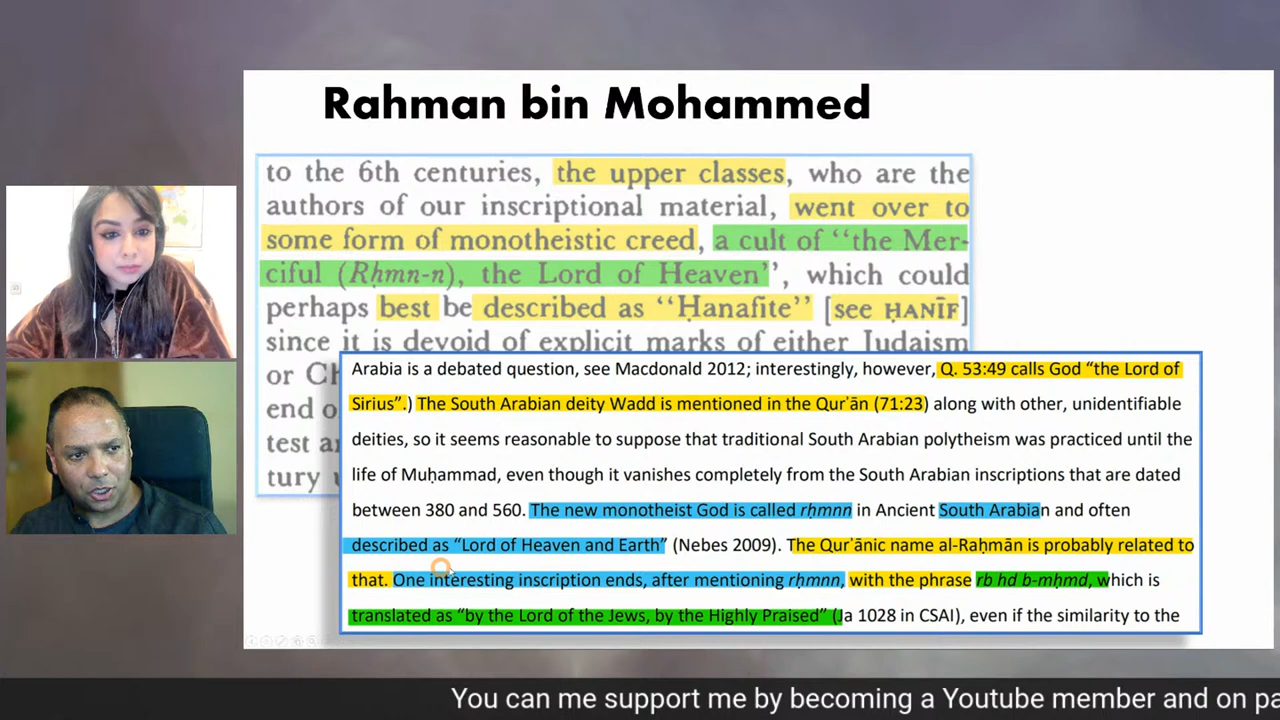 Rahman bin Mohammed
to the 6th centuries, the upper classes, who are the
authors of our inscriptional material, went over to
some form of monotheistic creed, a cult of “the Mer-
ciful (Rḥmn-n), the Lord of Heaven”, which could
perhaps best be described as “Ḥanafite” [see ḤANĪF]
since it is devoid of explicit marks of either Judaism
or
end
test
tury
Arabia is a debated question, see Macdonald 2012; interestingly, however, Q. 53:49 calls God “the Lord of
Sirius”.) The South Arabian deity Wadd is mentioned in the Qurʾān (71:23) along with other, unidentifiable
deities, so it seems reasonable to suppose that traditional South Arabian polytheism was practiced until the
life of Muḥammad, even though it vanishes completely from the South Arabian inscriptions that are dated
between 380 and 560. The new monotheist God is called rḥmnn in Ancient South Arabian and often
described as “Lord of Heaven and Earth” (Nebes 2009). The Qurʾānic name al-Raḥmān is probably related to
that. One interesting inscription ends, after mentioning rḥmnn, with the phrase rb hd b-mḥmd, which is
translated as “by the Lord of the Jews, by the Highly Praised” (Ja 1028 in CSAI), even if the similarity to the
You can me support me by becoming a Youtube member and on pa